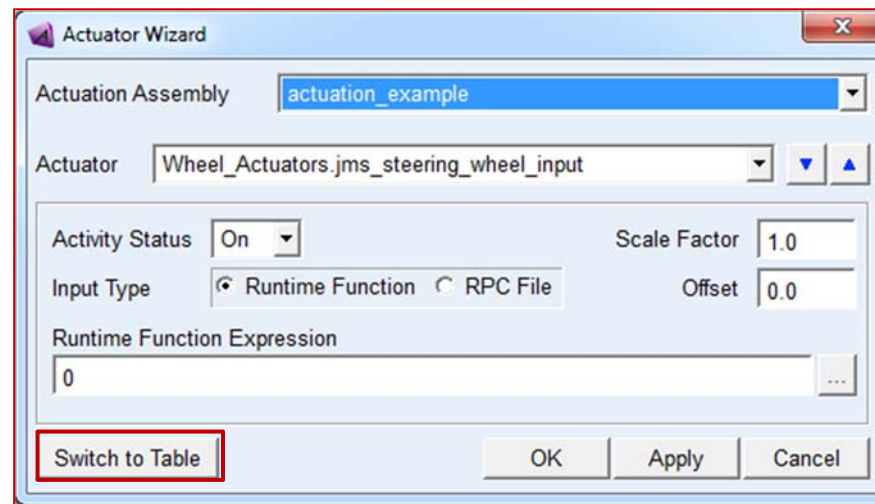 Actuator Wizard
Actuation Assembly actuation_example
Actuator Wheel_Actuators.jms_steering_wheel_input
Activity Status On Scale Factor 1.0
Input Type Runtime Function RPC File Offset 0.0
Runtime Function Expression
0 ...
Switch to Table OK Apply Cancel